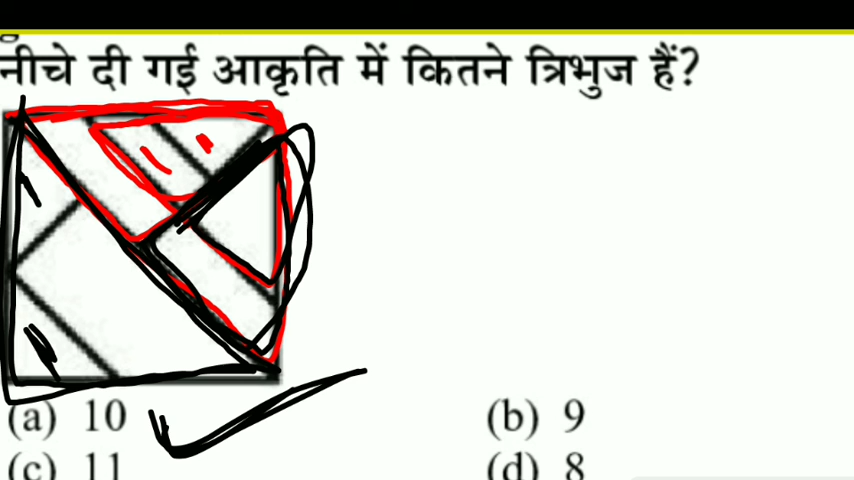 नीचे दी गई आकृति में कितने त्रिभुज हैं?
(a) 10 (b) 9
(c) 11 (d) 8